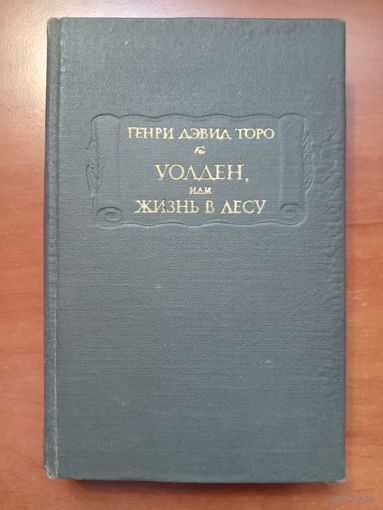 ГЕНРИ ДЭВИД ТОРО
УОЛДЕН,
ИЛИ
ЖИЗНЬ В ЛЕСУ